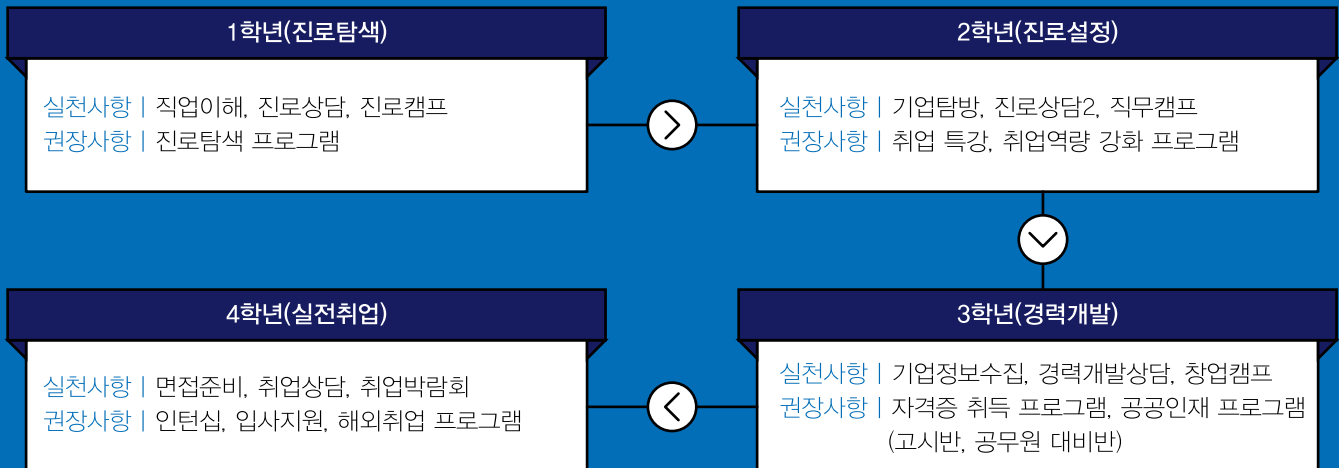 1학년(진로탐색)
실천사항 | 직업이해, 진로상담, 진로캠프
권장사항 | 진로탐색 프로그램
2학년(진로설정)
실천사항 | 기업탐방, 진로상담2, 직무캠프
권장사항 | 취업 특강, 취업역량 강화 프로그램
3학년(경력개발)
실천사항 | 기업정보수집, 경력개발상담, 창업캠프
권장사항 | 자격증 취득 프로그램, 공공인재 프로그램
(고시반, 공무원 대비반)
4학년(실전취업)
실천사항 | 면접준비, 취업상담, 취업박람회
권장사항 | 인턴십, 입사지원, 해외취업 프로그램